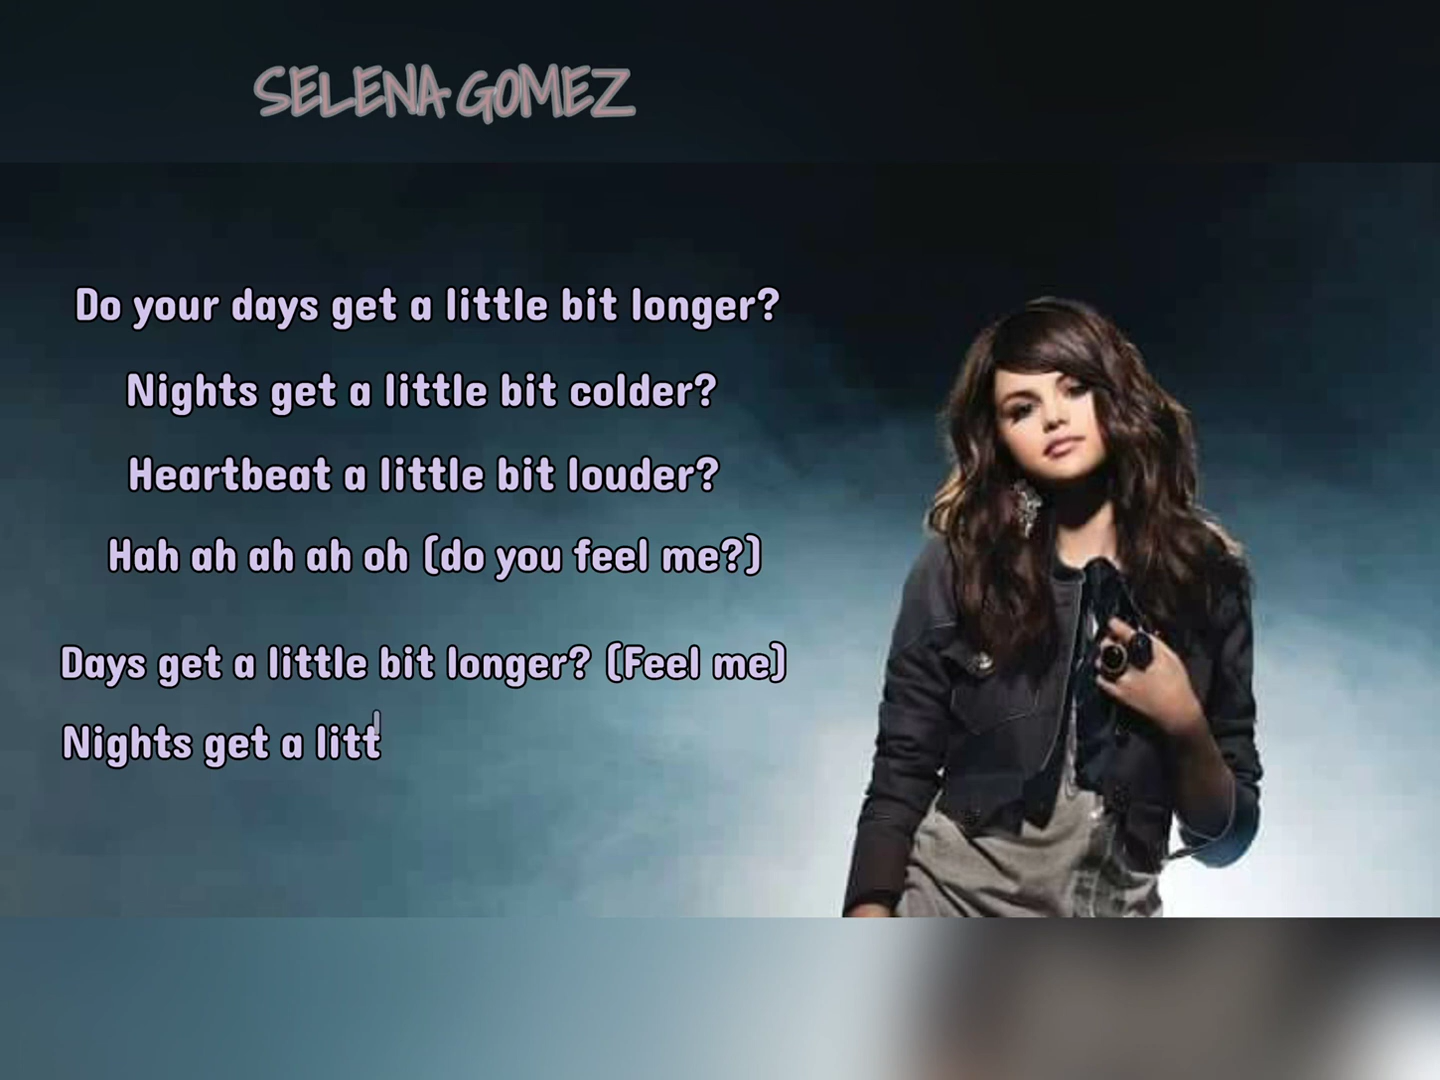 SELENA GOMEZ
Do your days get a little bit longer?
Nights get a little bit colder?
Heartbeat a little bit louder?
Hah ah ah ah oh (do you feel me?)
Days get a little bit longer? (Feel me)
Nights get a litt